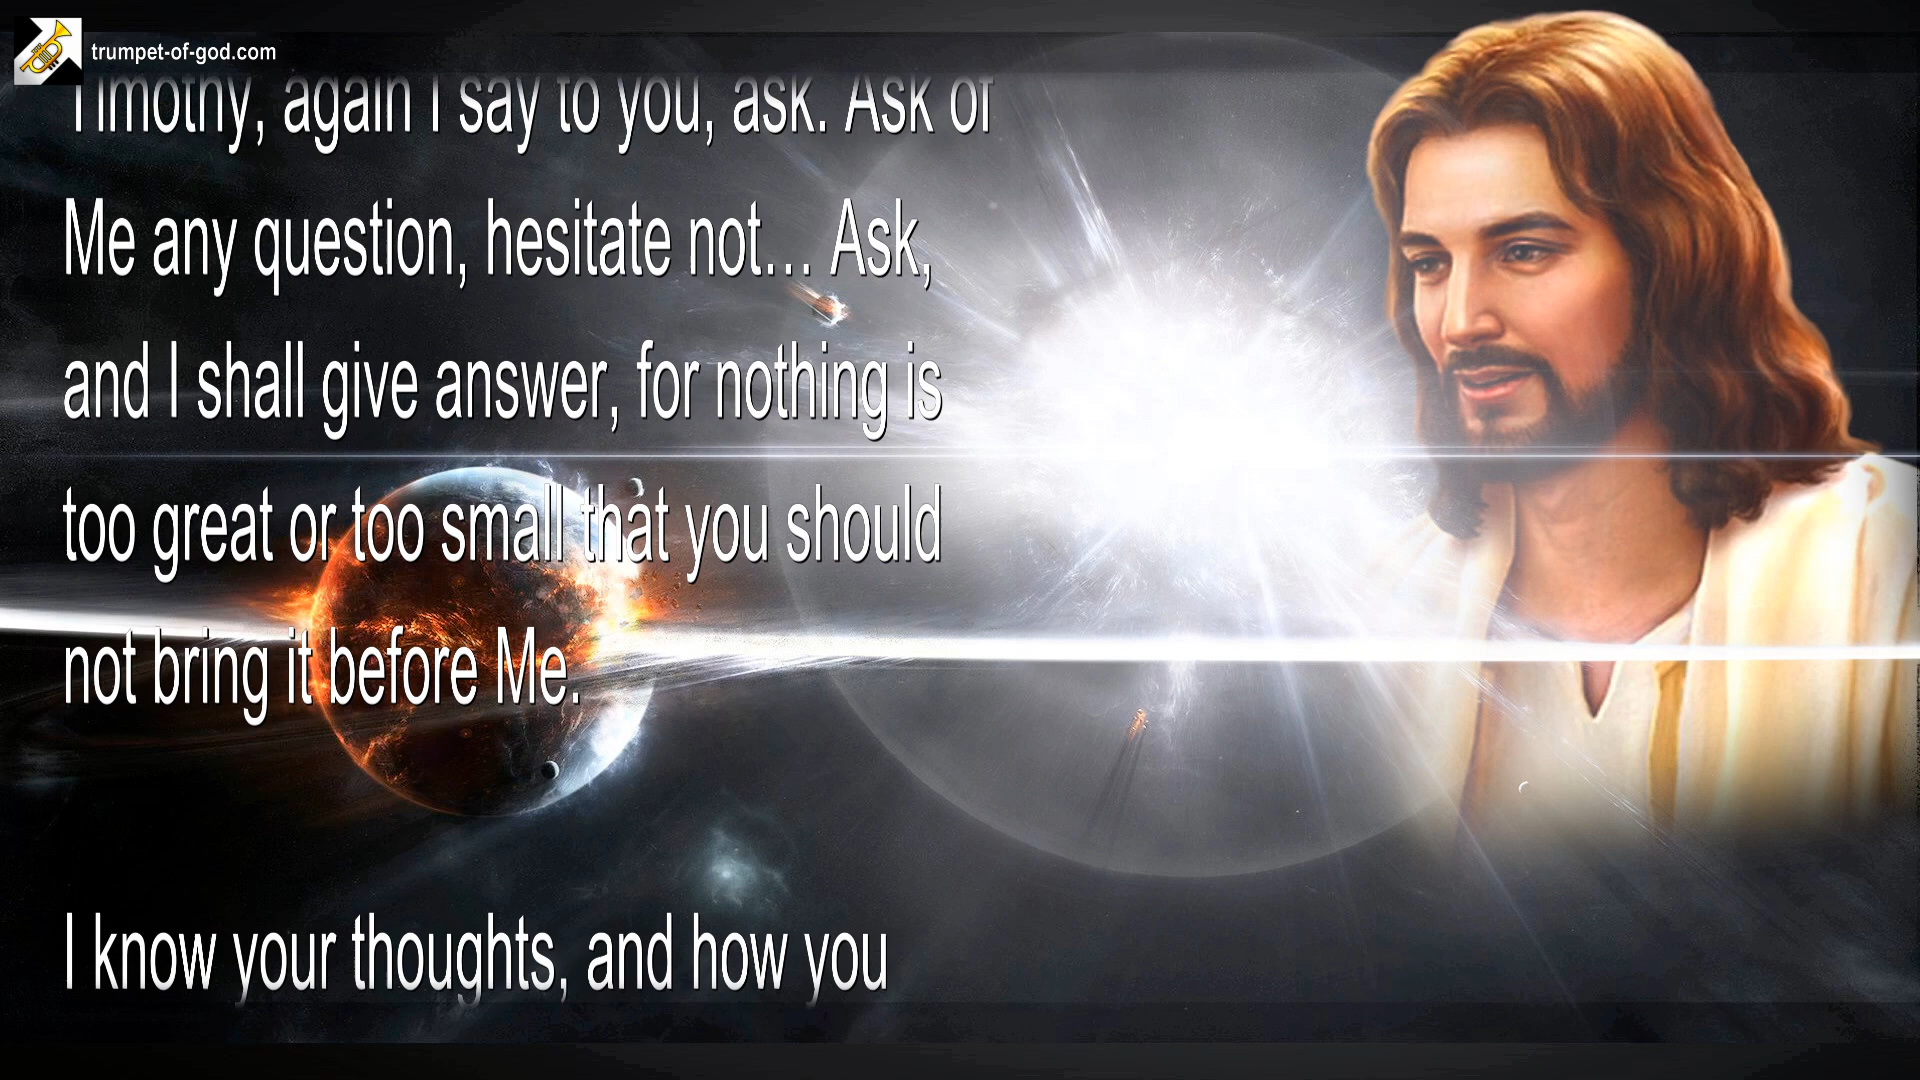 trumpet-of-god.com
Timothy, again I say to you, ask. Ask of
Me any question, hesitate not… Ask,
and I shall give answer, for nothing is
too great or too small that you should
not bring it before Me.
I know your thoughts, and how you